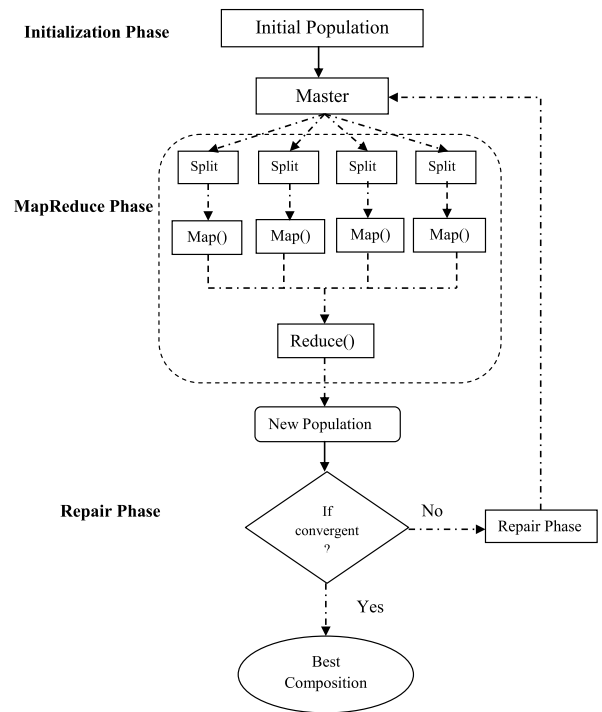 Initialization Phase
Initial Population
Master
Split
Split
Split
Split
MapReduce Phase
Map()
Map()
Map()
Map()
Reduce()
New Population
Repair Phase
If
convergent
?
No
Repair Phase
Yes
Best
Composition